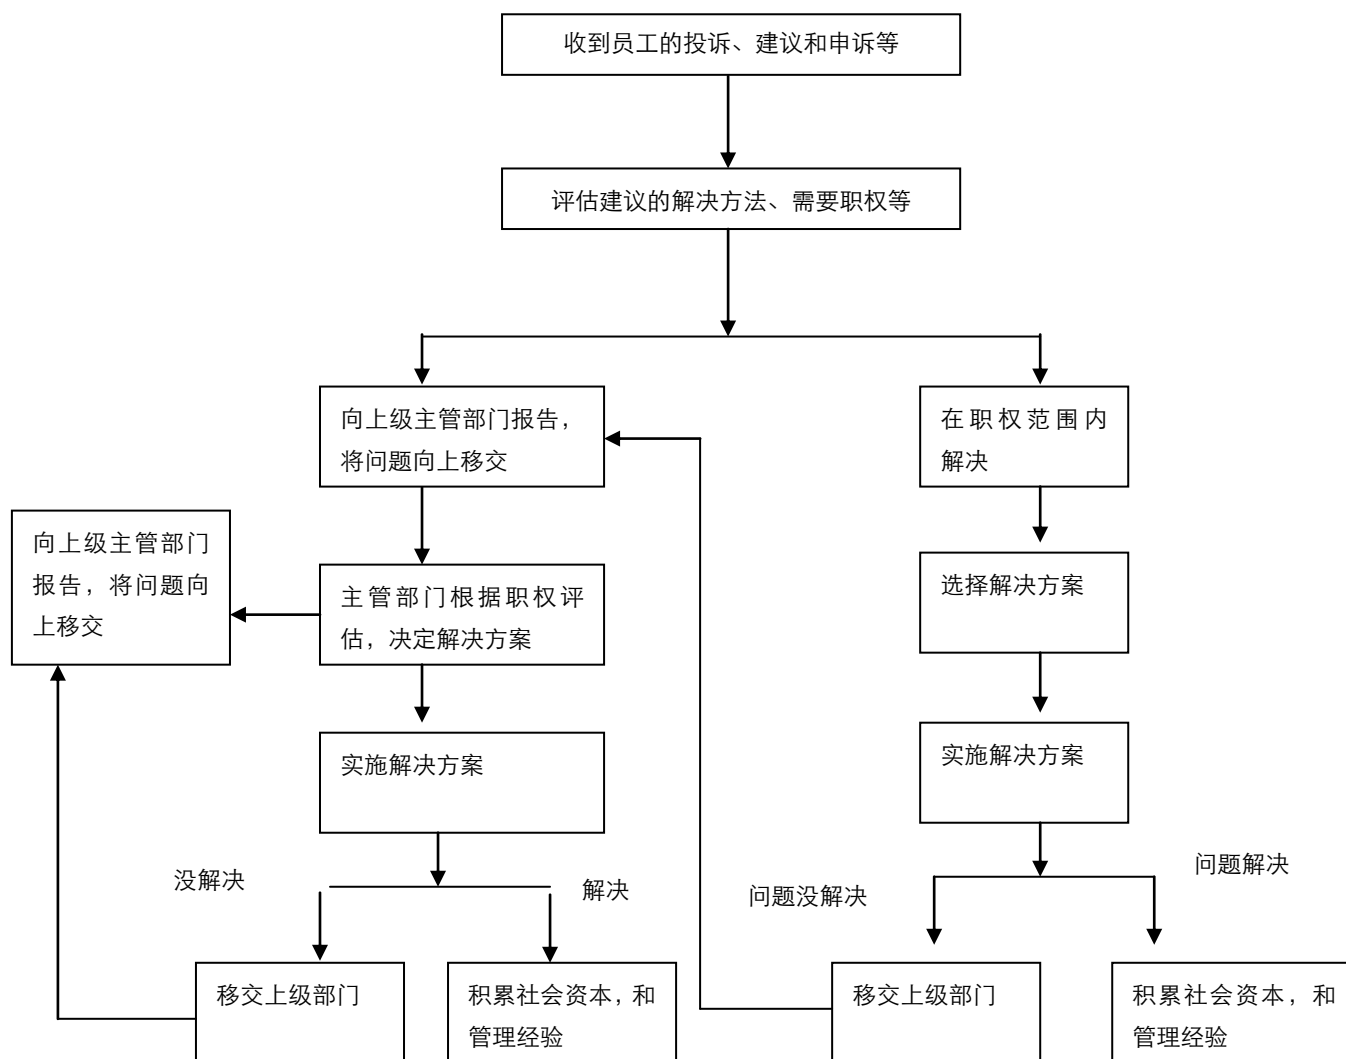 收到员工的投诉、建议和申诉等
评估建议的解决方法、需要职权等
向上级主管部门报告，
将问题向上移交
在职权范围内
解决
向上级主管部门
报告，将问题向
上移交
主管部门根据职权评
估，决定解决方案
选择解决方案
实施解决方案
实施解决方案
没解决
解决
问题没解决
问题解决
移交上级部门
积累社会资本，和
管理经验
移交上级部门
积累社会资本，和
管理经验